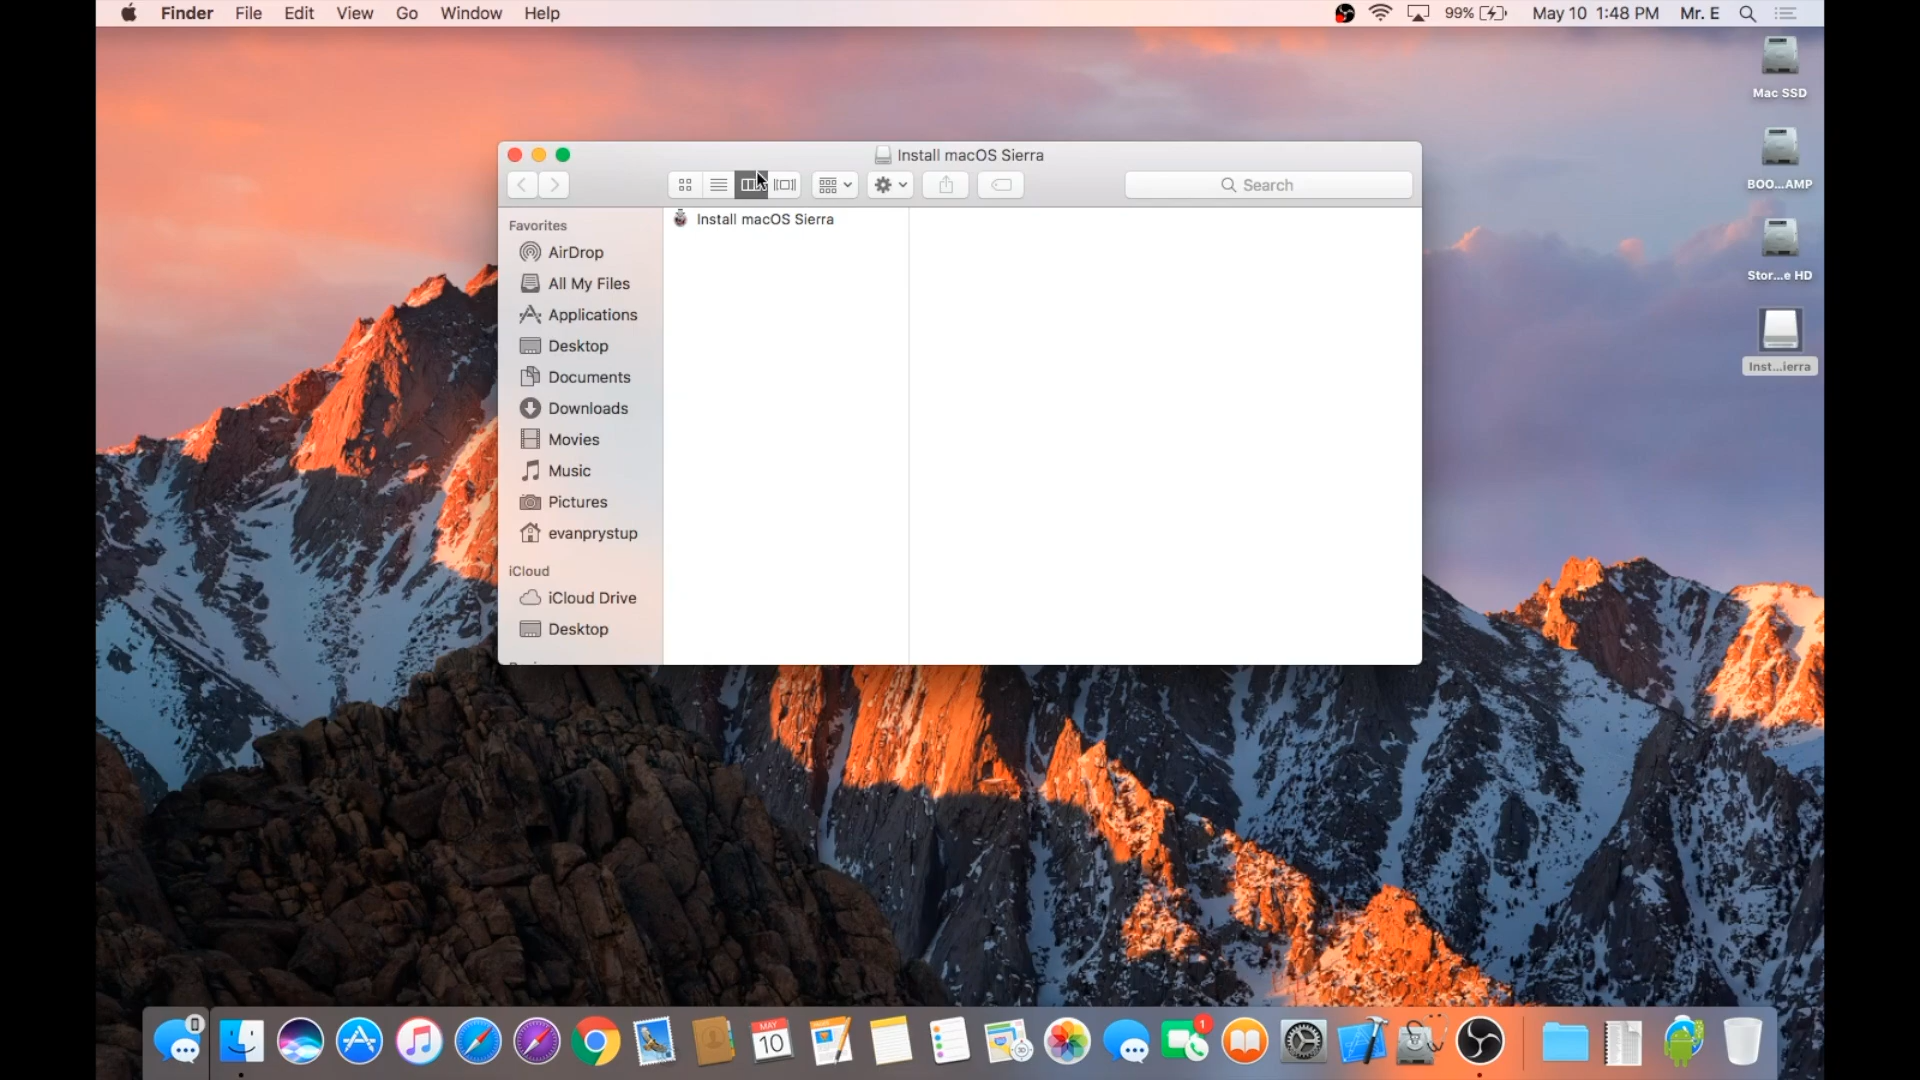 Finder File Edit View Go Window Help 99% May 10 1:48 PM Mr. E
Mac SSD
BOO...AMP
Stor...e HD
Inst...ierra
Install macOS Sierra
Search
Install macOS Sierra
Favorites
AirDrop
All My Files
Applications
Desktop
Documents
Downloads
Movies
Music
Pictures
evanprystup
iCloud
iCloud Drive
Desktop
MAY
10
1